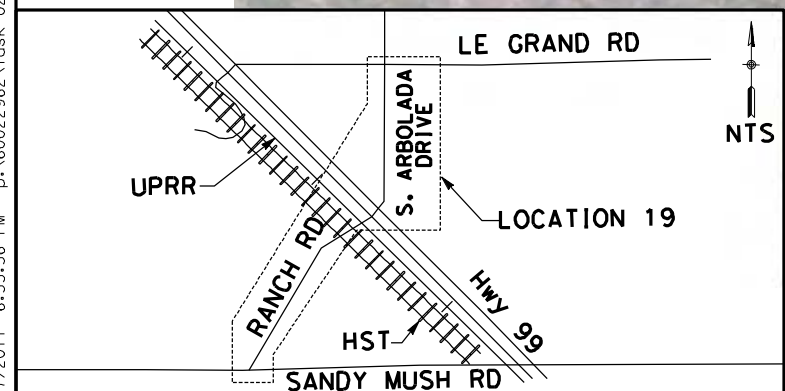 LE GRAND RD
NTS
S. ARBOLADA
DRIVE
UPRR
LOCATION 19
RANCH RD
Hwy 99
HST
SANDY MUSH RD